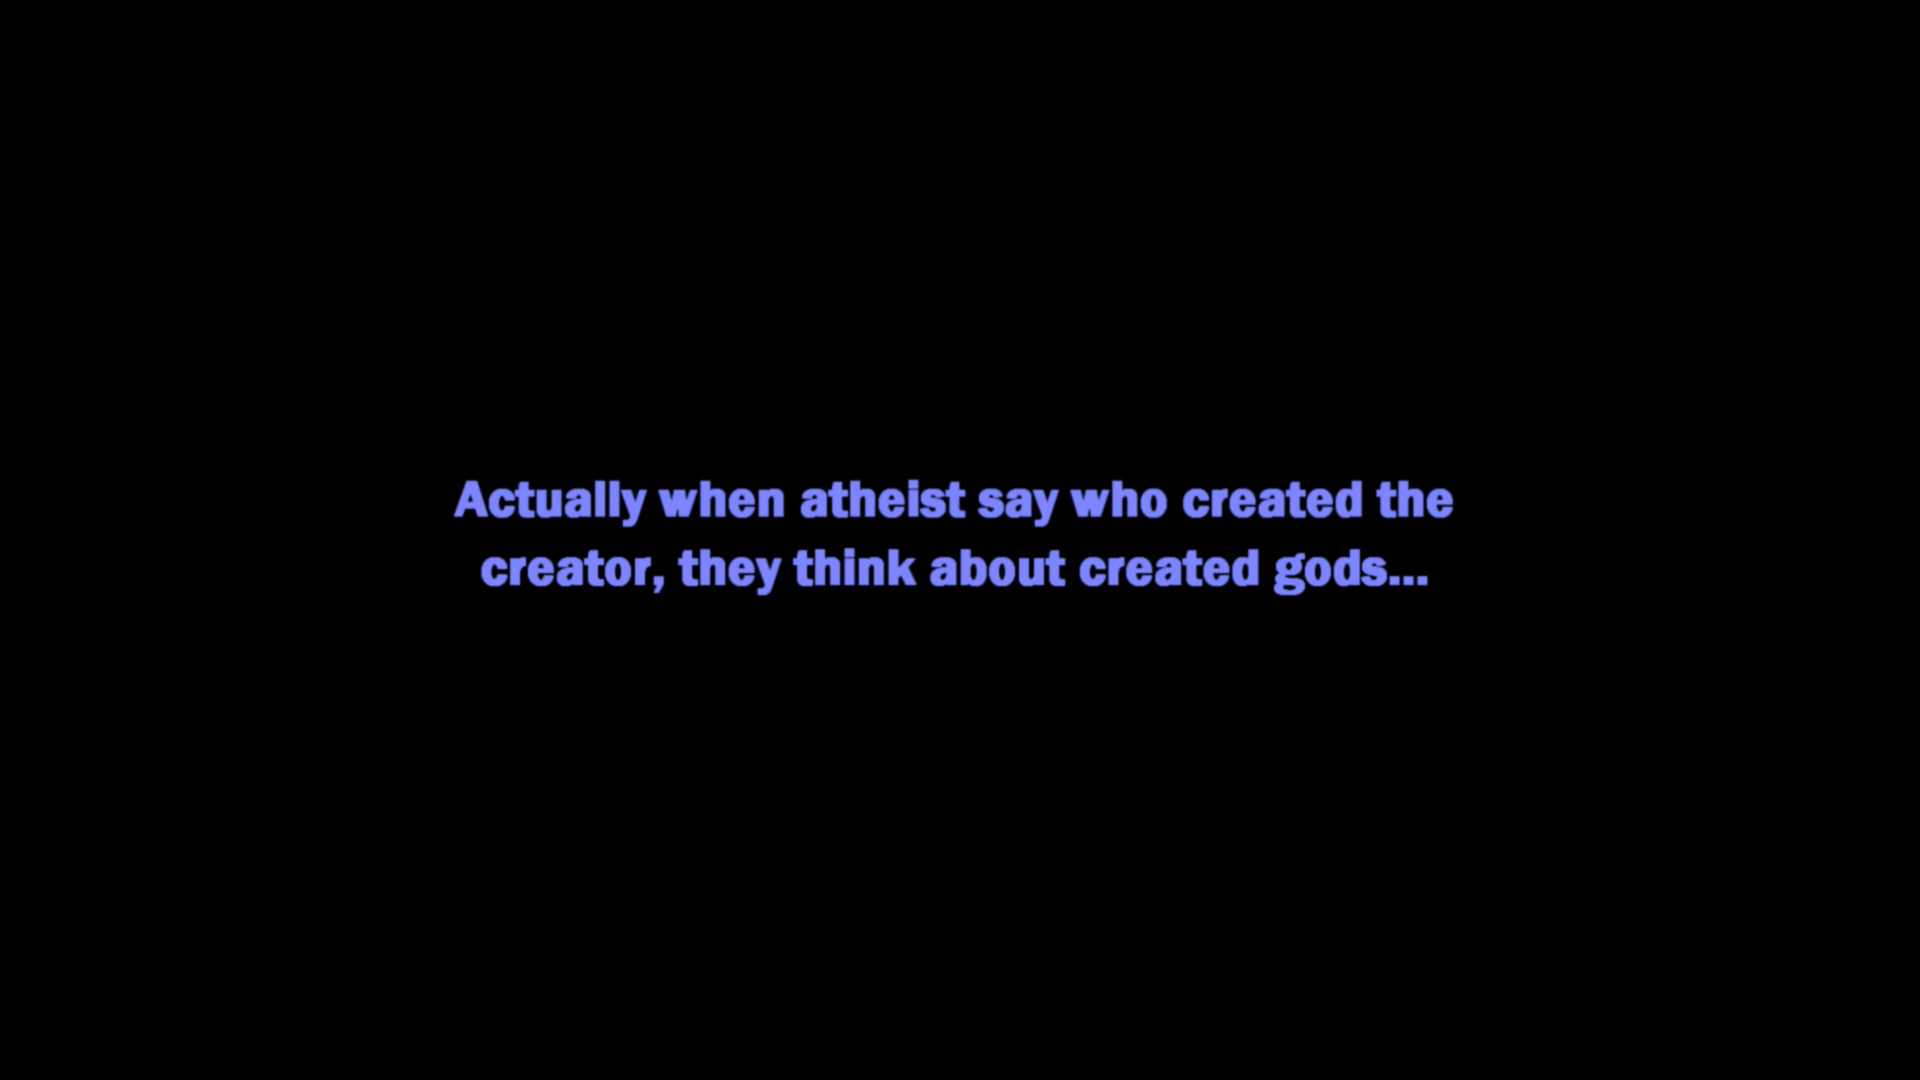 Actually when atheist say who created the
creator, they think about created gods...